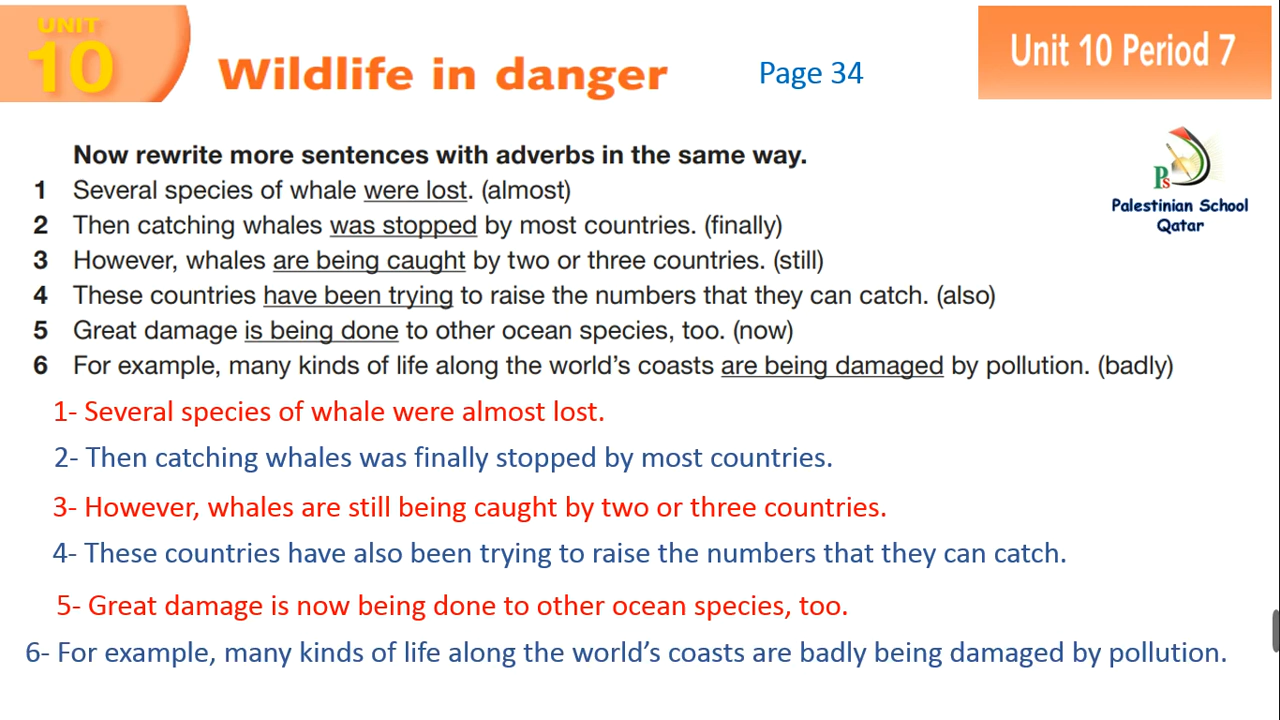 UNIT
10
Wildlife in danger
Page 34
Unit 10 Period 7
Ps
Palestinian School
Qatar
Now rewrite more sentences with adverbs in the same way.
1 Several species of whale were lost. (almost)
2 Then catching whales was stopped by most countries. (finally)
3 However, whales are being caught by two or three countries. (still)
4 These countries have been trying to raise the numbers that they can catch. (also)
5 Great damage is being done to other ocean species, too. (now)
6 For example, many kinds of life along the world's coasts are being damaged by pollution. (badly)
1- Several species of whale were almost lost.
2- Then catching whales was finally stopped by most countries.
3- However, whales are still being caught by two or three countries.
4- These countries have also been trying to raise the numbers that they can catch.
5- Great damage is now being done to other ocean species, too.
6- For example, many kinds of life along the world’s coasts are badly being damaged by pollution.